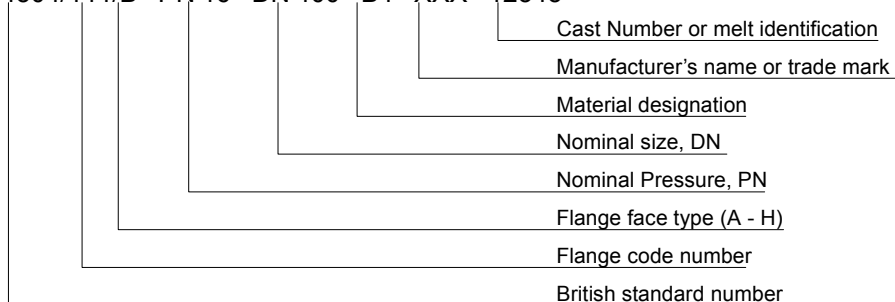 Cast Number or melt identification
Manufacturer's name or trade mark
Material designation
Nominal size, DN
Nominal Pressure, PN
Flange face type (A - H)
Flange code number
British standard number